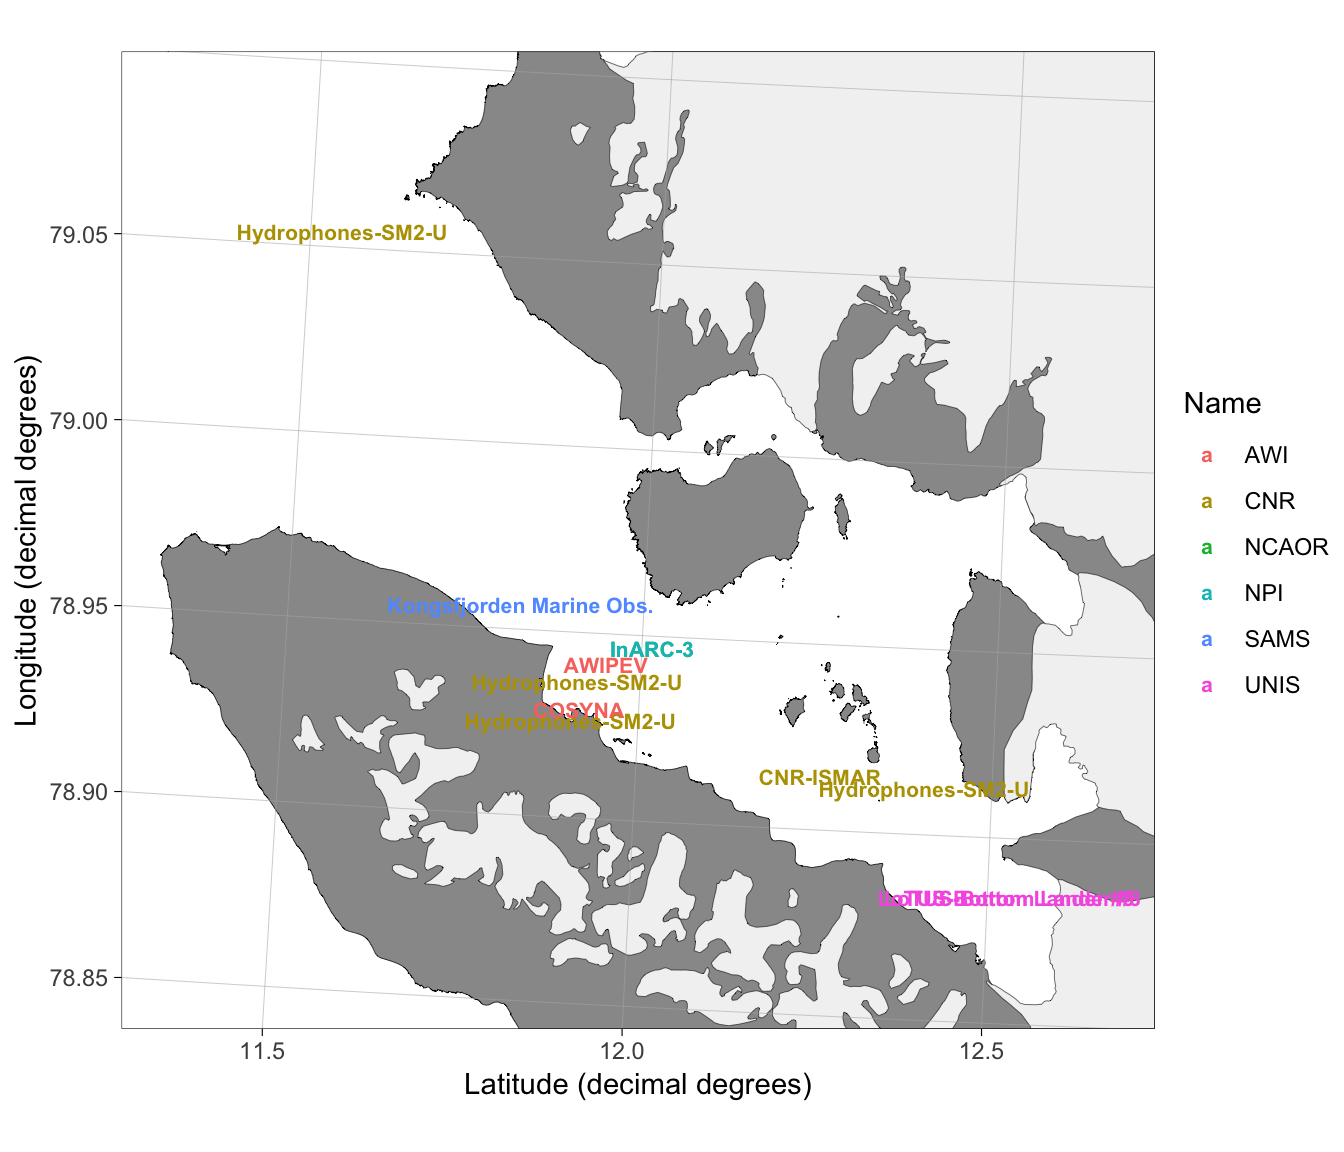 79.05
79.00
78.95
78.90
78.85
Longitude (decimal degrees)
Hydrophones-SM2-U
Kongsfjorden Marine Obs.
InARC-3
AWIPEV
Hydrophones-SM2-U
COSYNA
Hydrophones-SM2-U
CNR-ISMAR
Hydrophones-SM2-U
11.5
12.0
12.5
Latitude (decimal degrees)
Name
a AWI
a CNR
a NCAOR
a NPI
a SAMS
a UNIS